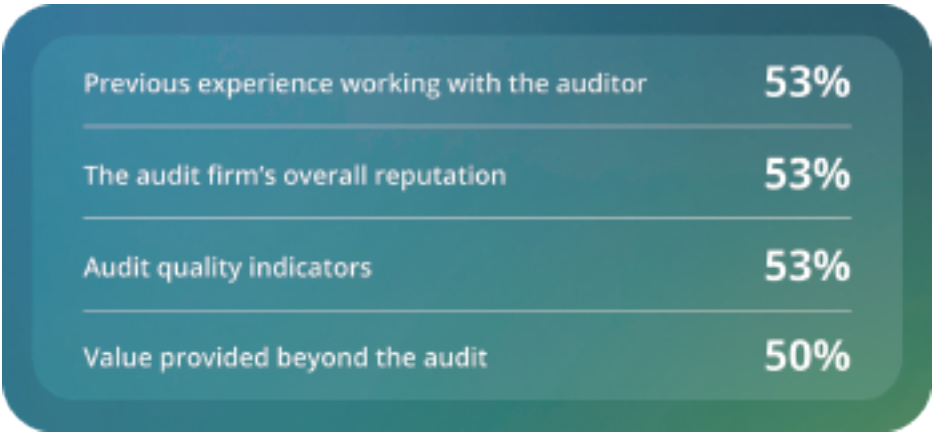 Previous experience working with the auditor 53%
The audit firm's overall reputation 53%
Audit quality indicators 53%
Value provided beyond the audit 50%